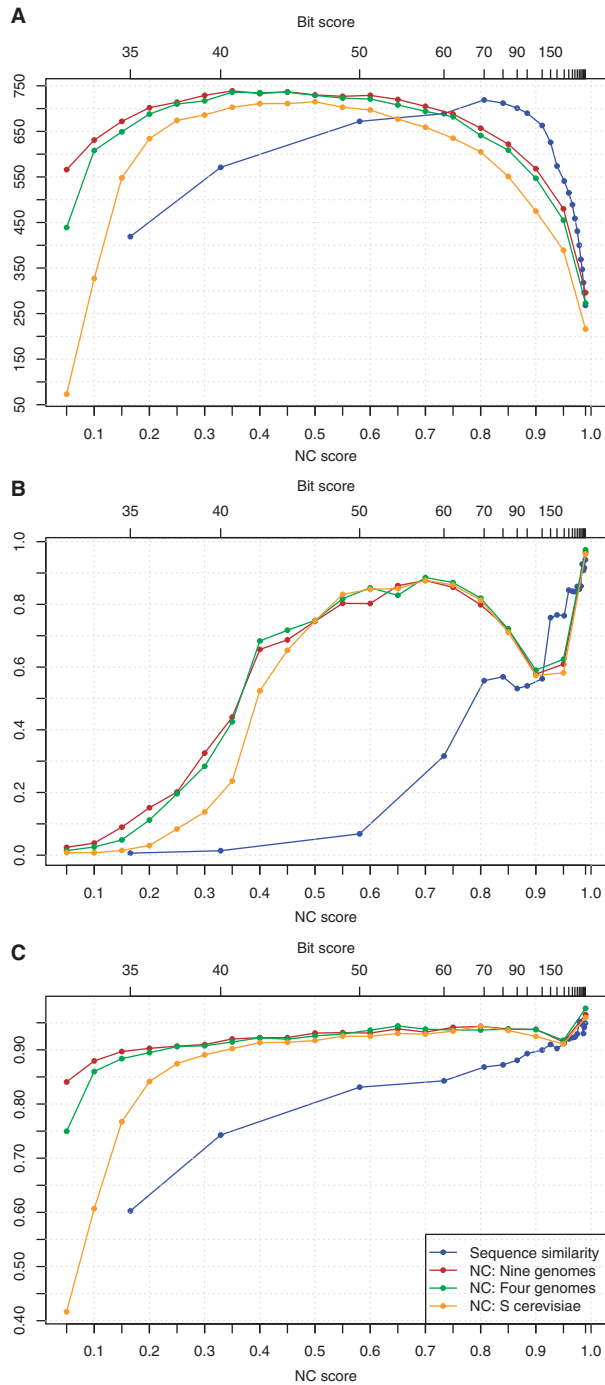 A
Bit score
35 40 50 60 70 90 150
750
650
550
450
350
250
150
50
0.1 0.2 0.3 0.4 0.5 0.6 0.7 0.8 0.9 1.0
NC score
B
Bit score
35 40 50 60 70 90 150
1.0
0.8
0.6
0.4
0.2
0.0
0.1 0.2 0.3 0.4 0.5 0.6 0.7 0.8 0.9 1.0
NC score
C
Bit score
35 40 50 60 70 90 150
0.90
0.80
0.70
0.60
0.50
0.40
Sequence similarity
NC: Nine genomes
NC: Four genomes
NC: S cerevisiae
0.1 0.2 0.3 0.4 0.5 0.6 0.7 0.8 0.9 1.0
NC score